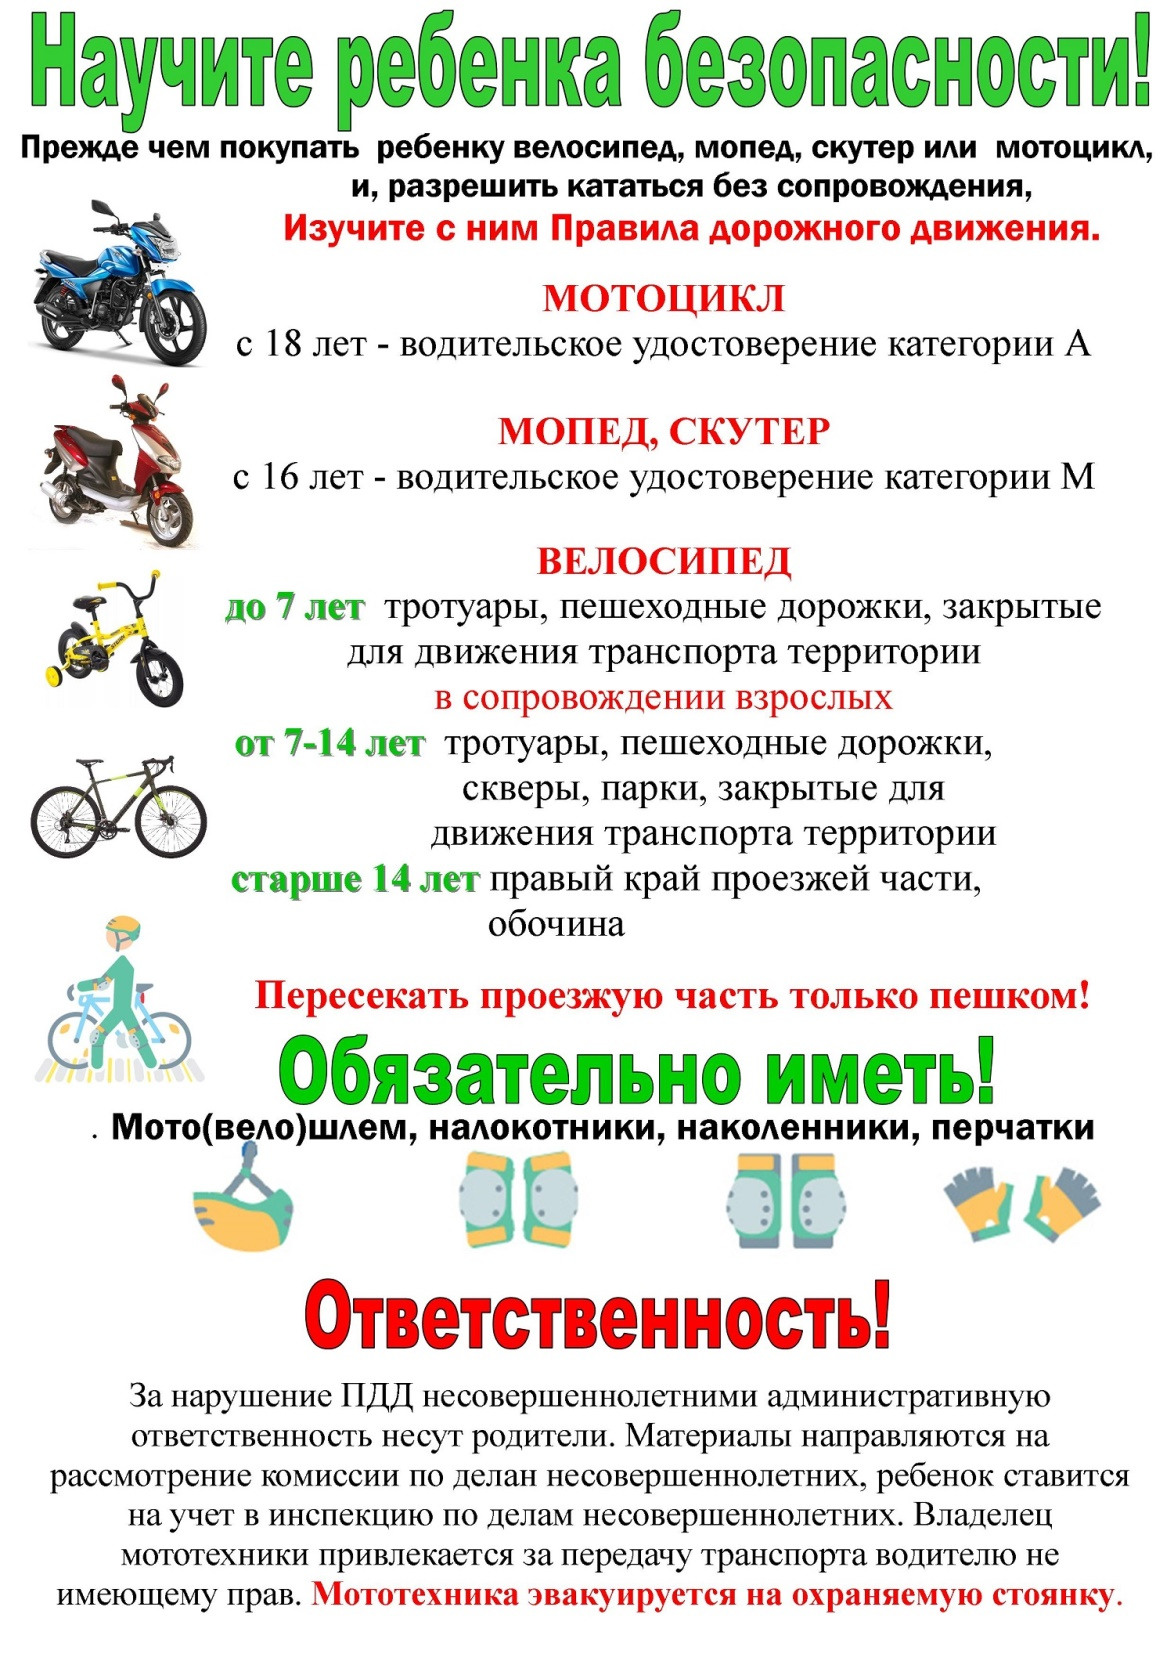 Научите ребенка безопасности!
Прежде чем покупать ребенку велосипед, мопед, скутер или мотоцикл,
и, разрешить кататься без сопровождения,
Изучите с ним Правила дорожного движения.
МОТОЦИКЛ
с 18 лет - водительское удостоверение категории А
МОПЕД, СКУТЕР
с 16 лет - водительское удостоверение категории М
ВЕЛОСИПЕД
до 7 лет тротуары, пешеходные дорожки, закрытые
для движения транспорта территории
в сопровождении взрослых
от 7-14 лет тротуары, пешеходные дорожки,
скверы, парки, закрытые для
движения транспорта территории
старше 14 лет правый край проезжей части,
обочина
Пересекать проезжую часть только пешком!
Обязательно иметь!
. Мото(вело)шлем, налокотники, наколенники, перчатки
Ответственность!
За нарушение ПДД несовершеннолетними административную
ответственность несут родители. Материалы направляются на
рассмотрение комиссии по делан несовершеннолетних, ребенок ставится
на учет в инспекцию по делам несовершеннолетних. Владелец
мототехники привлекается за передачу транспорта водителю не
имеющему прав. Мототехника эвакуируется на охраняемую стоянку.